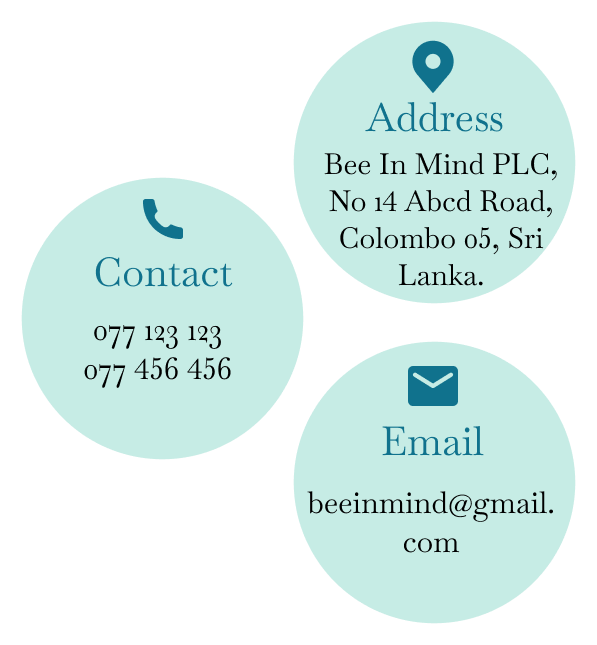 Address
Bee In Mind PLC,
No 14 Abcd Road,
Colombo 05, Sri
Lanka.
Contact
077 123 123
077 456 456
Email
beeinmind@gmail.
com